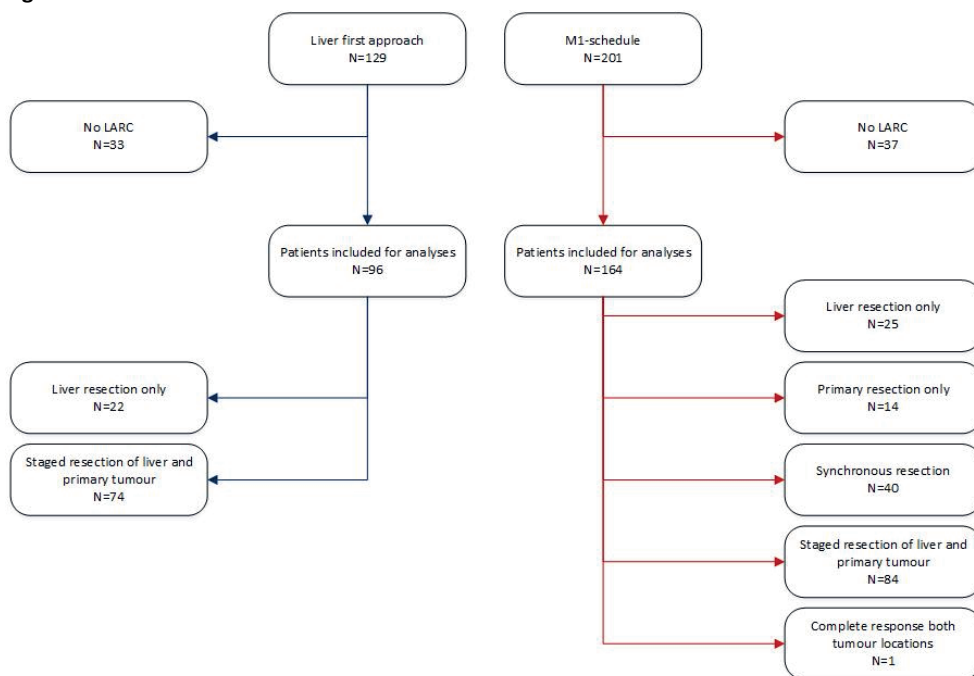 Liver first approach
N=129
M1-schedule
N=201
No LARC
N=33
No LARC
N=37
Patients included for analyses
N=96
Patients included for analyses
N=164
Liver resection only
N=25
Liver resection only
N=22
Primary resection only
N=14
Staged resection of liver and
primary tumour
N=74
Synchronous resection
N=40
Staged resection of liver and
primary tumour
N=84
Complete response both
tumour locations
N=1